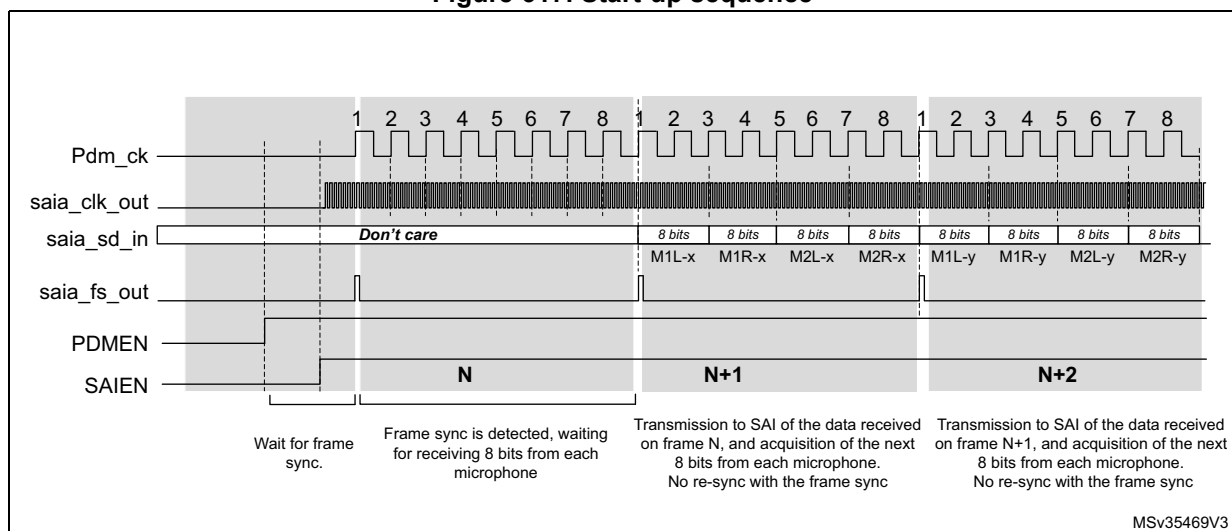 1 2 3 4 5 6 7 8 1 2 3 4 5 6 7 8 1 2 3 4 5 6 7 8
Pdm_ck
saia_clk_out
saia_sd_in Don't care 8 bits 8 bits 8 bits 8 bits 8 bits 8 bits 8 bits 8 bits
M1L-x M1R-x M2L-x M2R-x M1L-y M1R-y M2L-y M2R-y
saia_fs_out
PDMEN
SAIEN N N+1 N+2
Wait for frame
sync.
Frame sync is detected, waiting
for receiving 8 bits from each
microphone
Transmission to SAI of the data received
on frame N, and acquisition of the next
8 bits from each microphone.
No re-sync with the frame sync
Transmission to SAI of the data received
on frame N+1, and acquisition of the next
8 bits from each microphone.
No re-sync with the frame sync
MSv35469V3